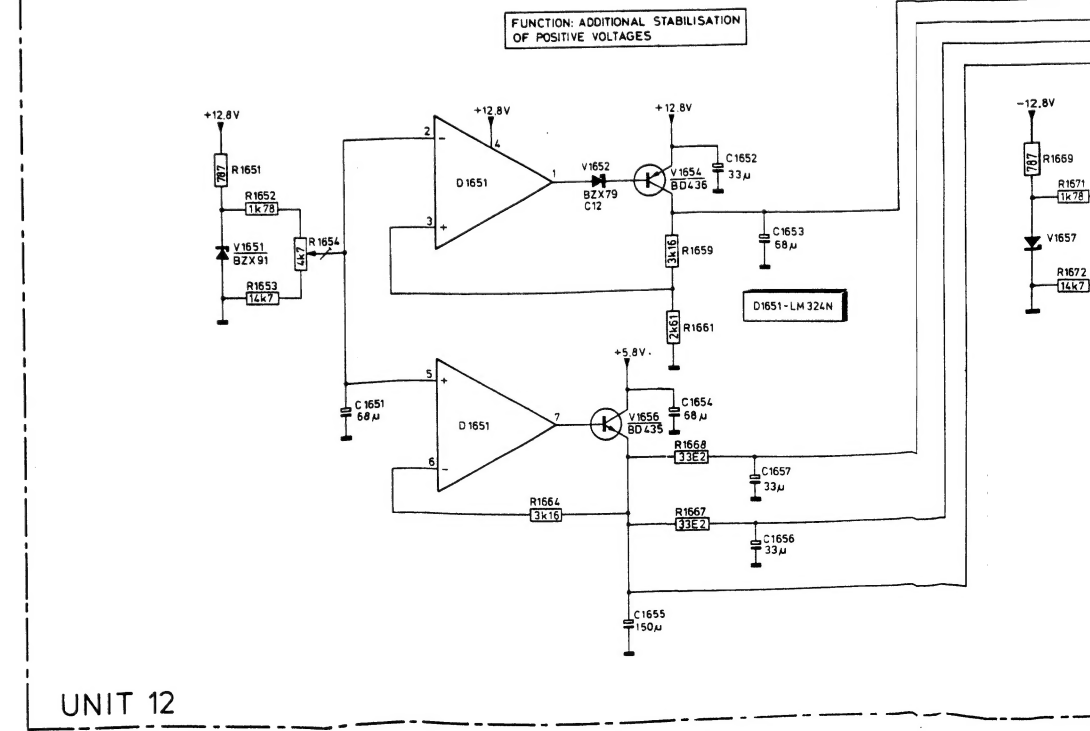 FUNCTION: ADDITIONAL STABILISATION
OF POSITIVE VOLTAGES
+12.8V
R1651
787
R1652
1k78
V1651
BZX91
R1654
4k7
R1653
14k7
C1651
68µ
+12.8V
2
-
4
D1651
1
3
+
V1652
BZX79
C12
+12.8V
V1654
BD436
C1652
33µ
C1653
68µ
R1659
3k16
R1661
2k61
D1651-LM324N
+5.8V
5
+
D1651
7
6
-
V1656
BD435
C1654
68µ
R1668
33E2
C1657
33µ
R1664
3k16
R1667
33E2
C1656
33µ
C1655
150µ
-12.8V
787
R1669
R1671
1k78
V1657
R1672
14k7
UNIT 12